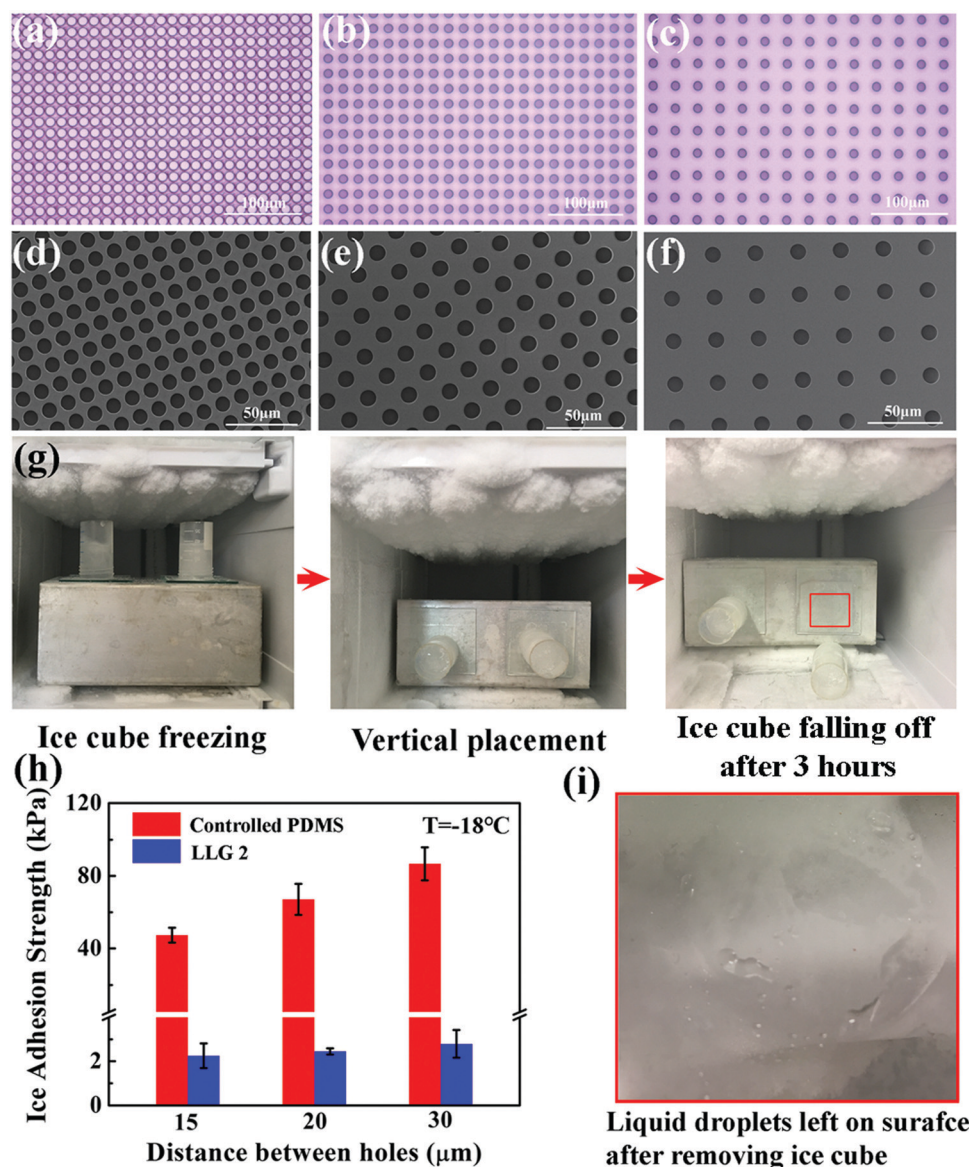 (a)
(b)
(c)
100μm
100μm
100μm
(d)
(e)
(f)
50μm
50μm
50μm
(g)
Ice cube freezing
Vertical placement
Ice cube falling off
after 3 hours
(h)
Ice Adhesion Strength (kPa)
120
80
40
2
0
Controlled PDMS
LLG 2
T=-18°C
15
20
30
Distance between holes (μm)
(i)
Liquid droplets left on surafce
after removing ice cube